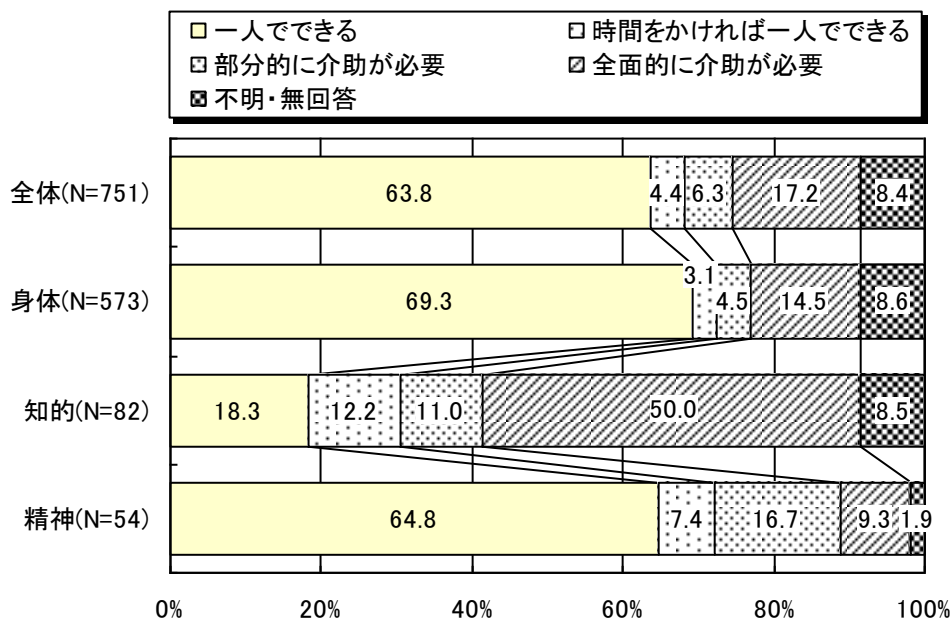 一人でできる 時間をかければ一人でできる
部分的に介助が必要 全面的に介助が必要
不明・無回答
全体(N=751) 63.8 4.4 6.3 17.2 8.4
身体(N=573) 69.3 3.1 4.5 14.5 8.6
知的(N=82) 18.3 12.2 11.0 50.0 8.5
精神(N=54) 64.8 7.4 16.7 9.3 1.9
0% 20% 40% 60% 80% 100%